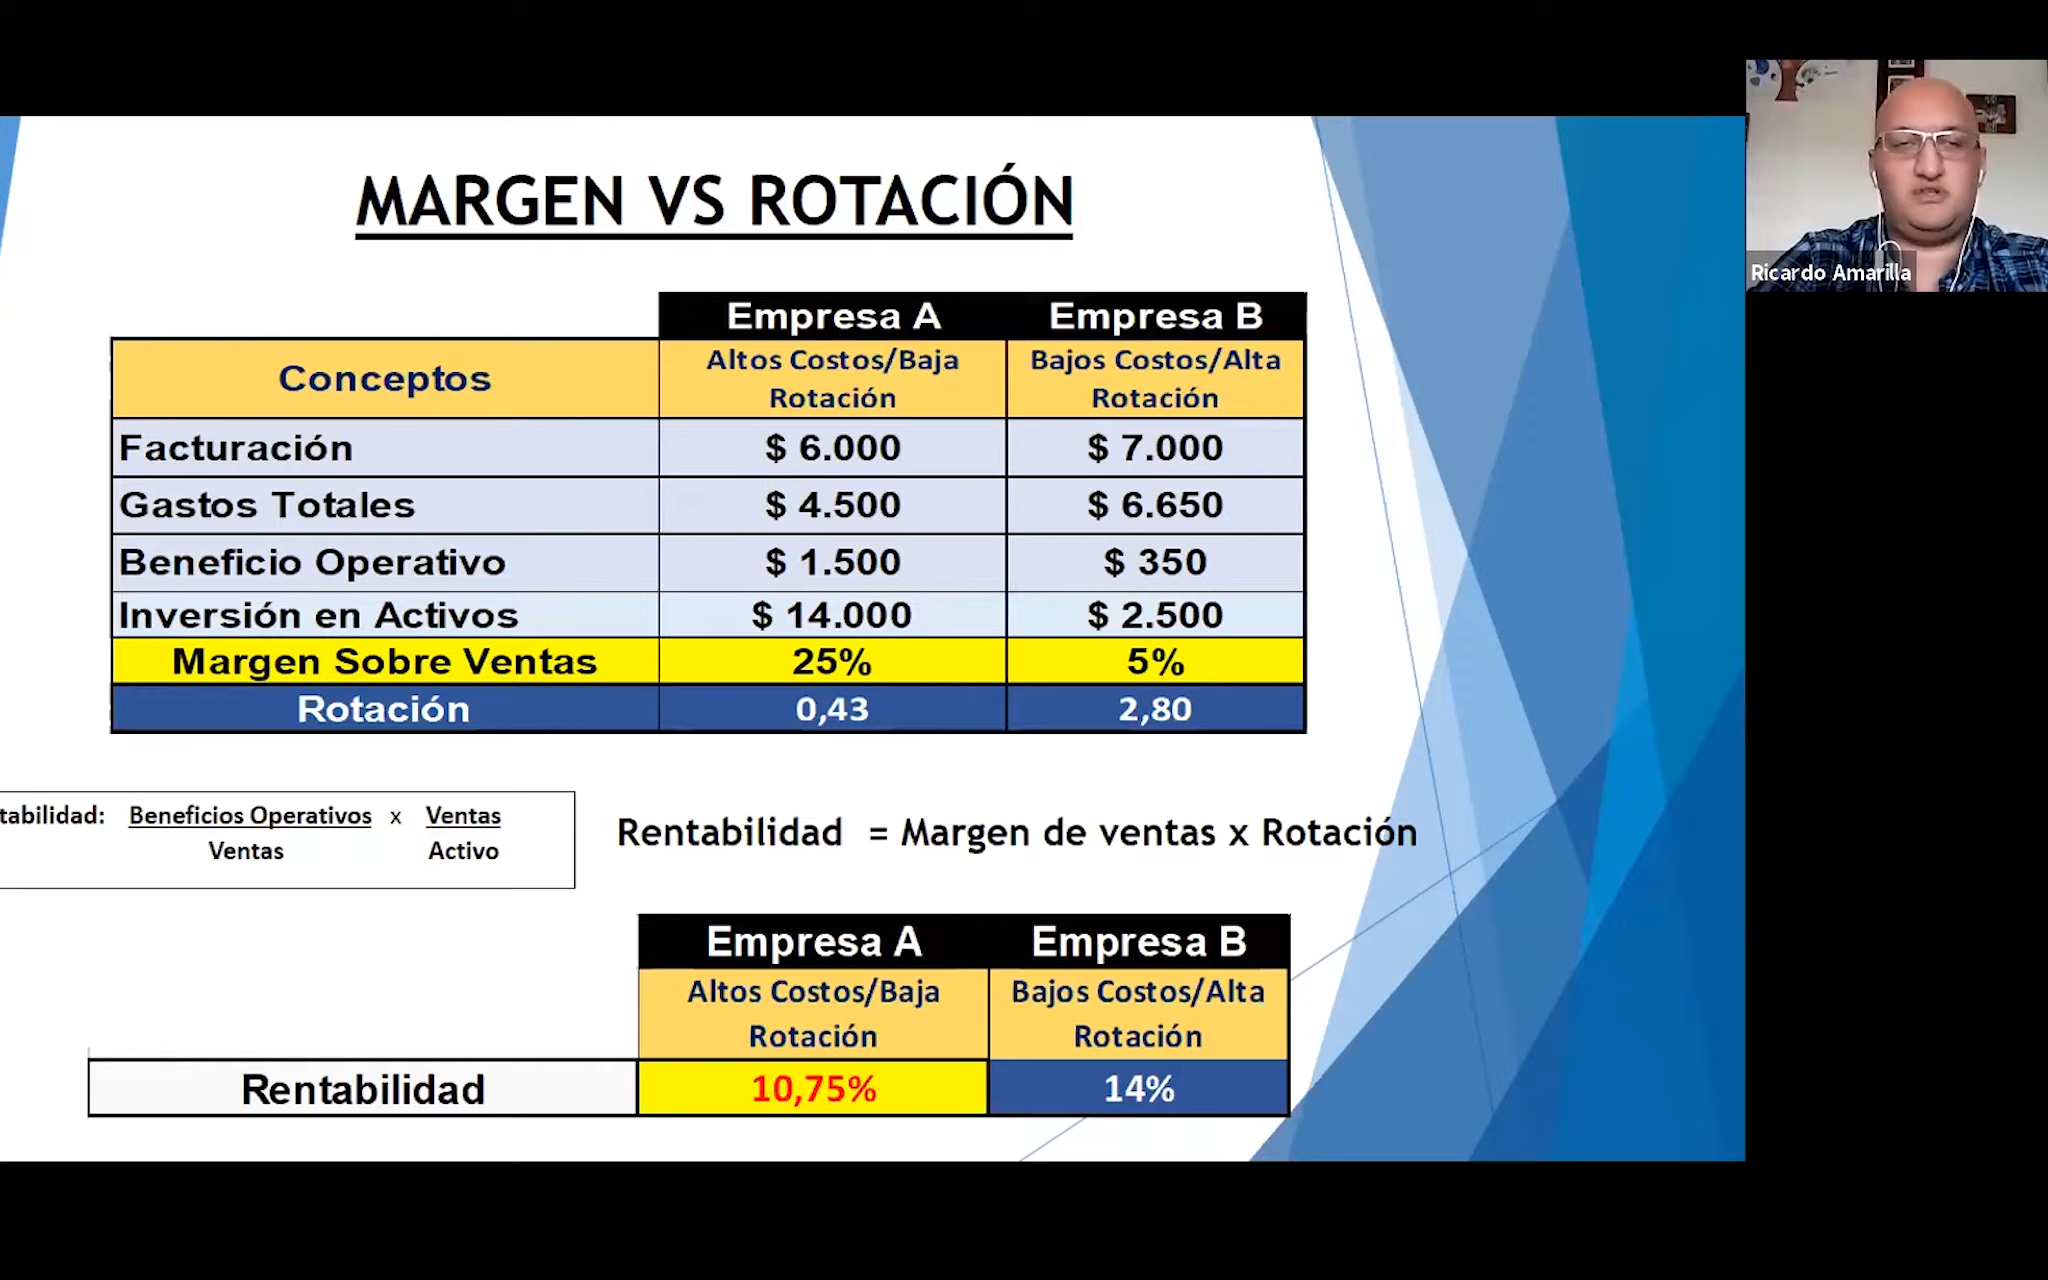 MARGEN VS ROTACIÓN
Ricardo Amarilla
Empresa A Empresa B
Conceptos Altos Costos/Baja Rotación Bajos Costos/Alta Rotación
Facturación $ 6.000 $ 7.000
Gastos Totales $ 4.500 $ 6.650
Beneficio Operativo $ 1.500 $ 350
Inversión en Activos $ 14.000 $ 2.500
Margen Sobre Ventas 25% 5%
Rotación 0,43 2,80
tabilidad: Beneficios Operativos x Ventas
Ventas Activo
Rentabilidad = Margen de ventas x Rotación
Empresa A Empresa B
Altos Costos/Baja Rotación Bajos Costos/Alta Rotación
Rentabilidad 10,75% 14%